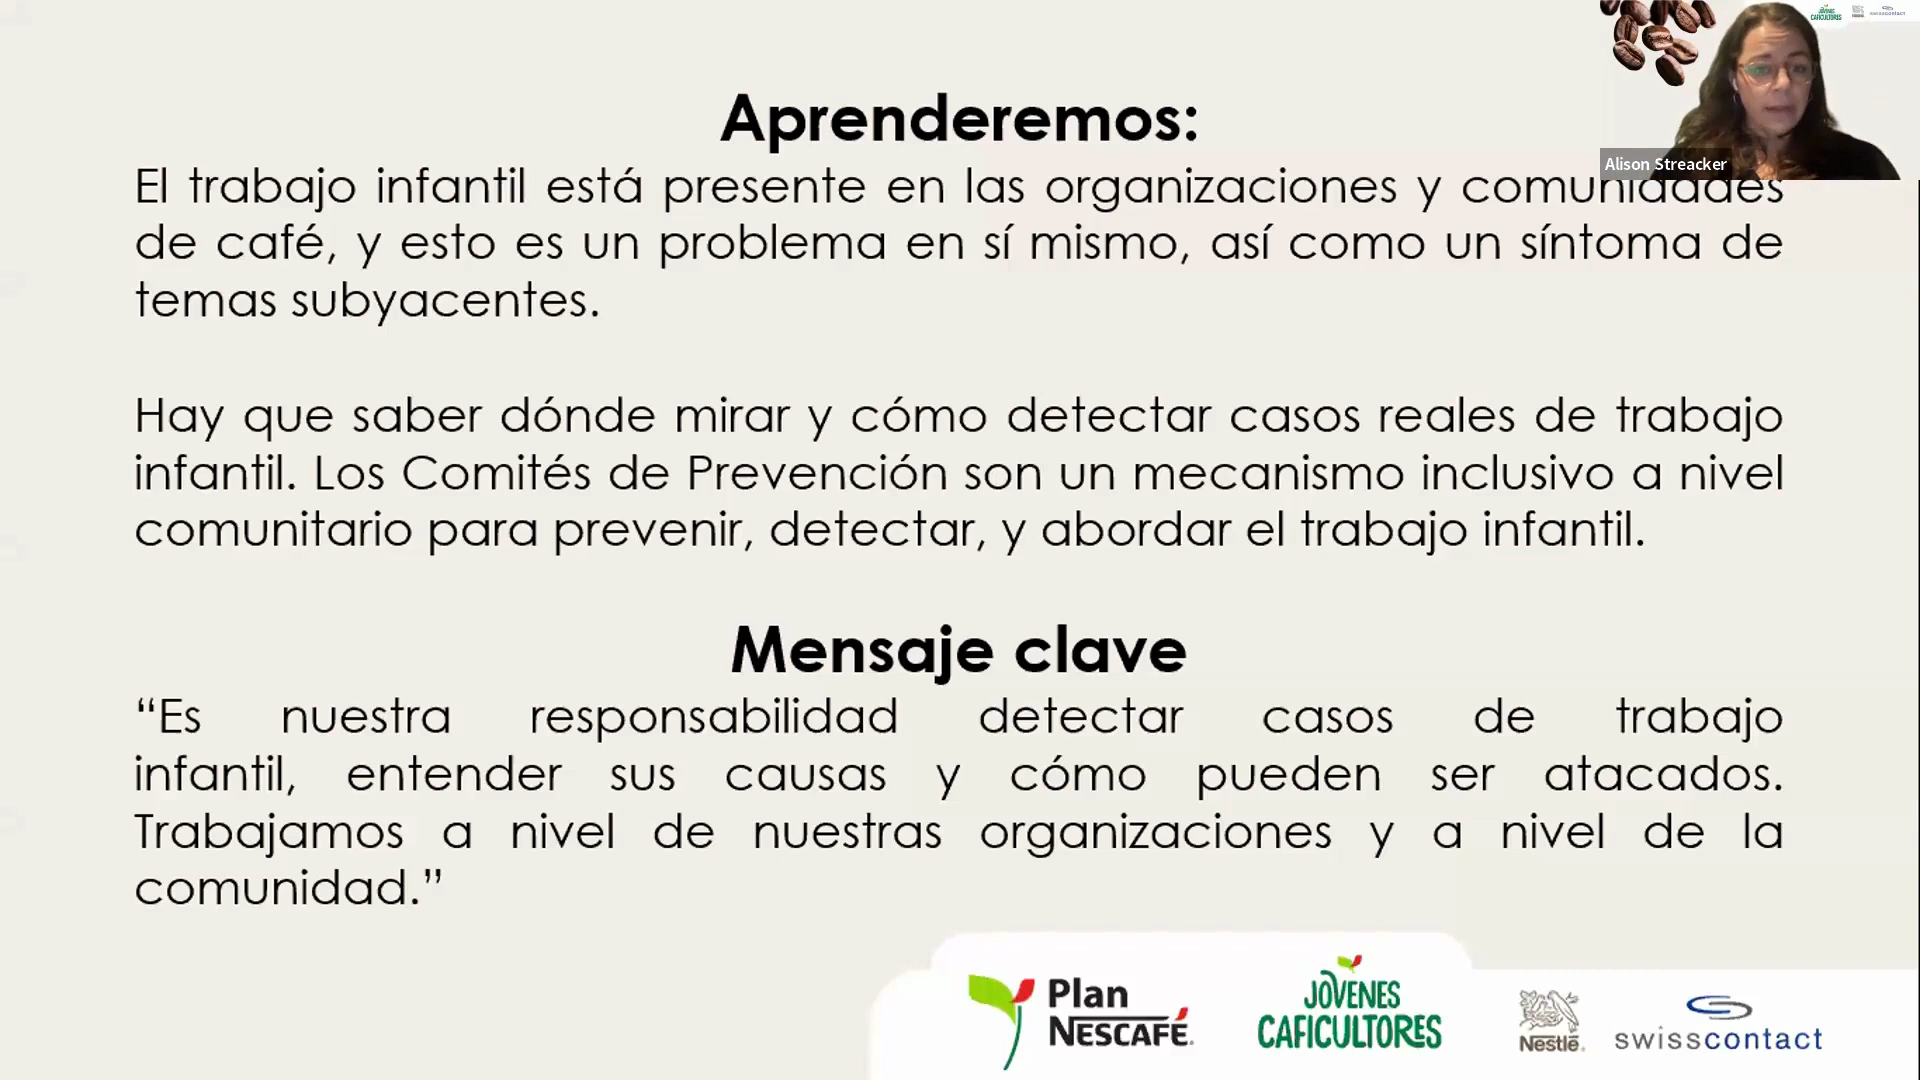 Aprenderemos:
El trabajo infantil está presente en las organizaciones y comunidades
de café, y esto es un problema en sí mismo, así como un síntoma de
temas subyacentes.
Hay que saber dónde mirar y cómo detectar casos reales de trabajo
infantil. Los Comités de Prevención son un mecanismo inclusivo a nivel
comunitario para prevenir, detectar, y abordar el trabajo infantil.
Mensaje clave
“Es nuestra responsabilidad detectar casos de trabajo
infantil, entender sus causas y cómo pueden ser atacados.
Trabajamos a nivel de nuestras organizaciones y a nivel de la
comunidad.”
Alison Streacker
JÓVENES
CAFICULTORES
swisscontact
Plan
NESCAFÉ.
JÓVENES
CAFICULTORES
Nestlé
swisscontact